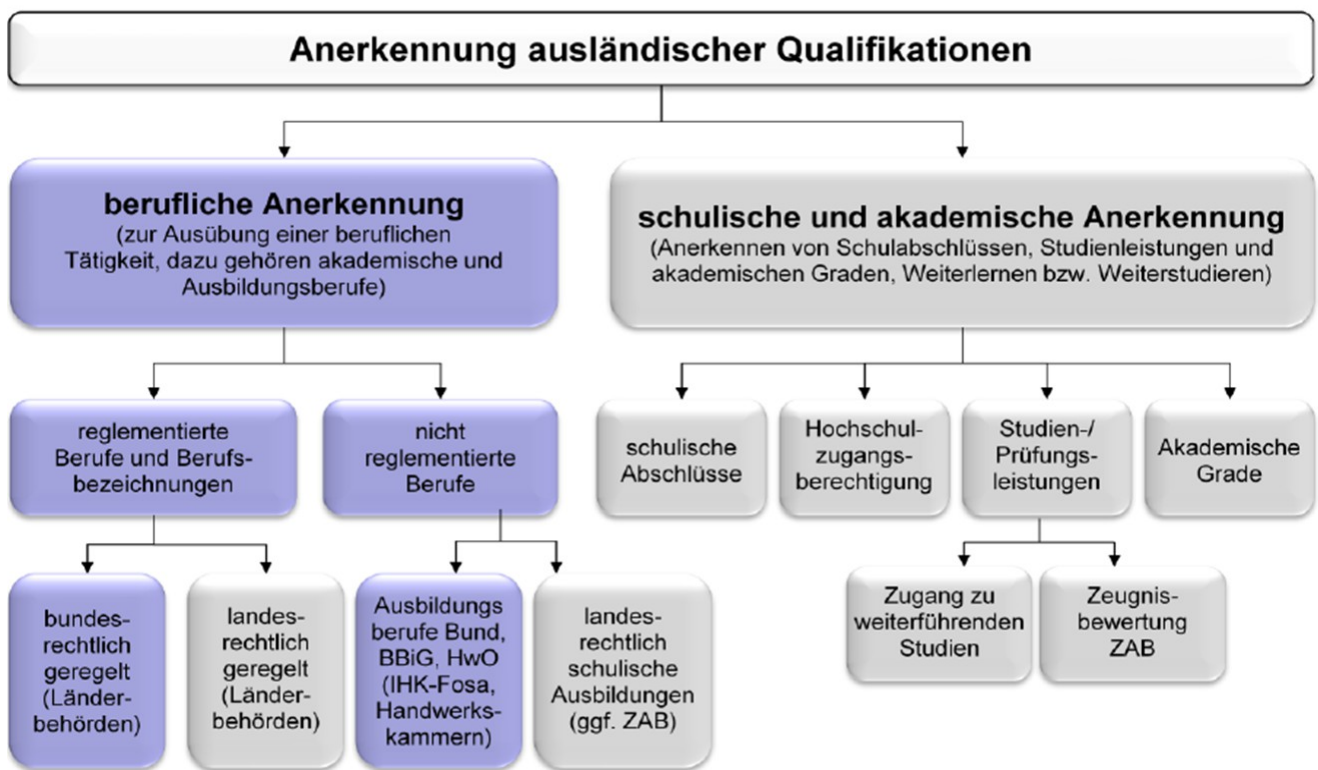 Anerkennung ausländischer Qualifikationen
berufliche Anerkennung
(zur Ausübung einer beruflichen
Tätigkeit, dazu gehören akademische und
Ausbildungsberufe)
schulische und akademische Anerkennung
(Anerkennen von Schulabschlüssen, Studienleistungen und
akademischen Graden, Weiterlernen bzw. Weiterstudieren)
reglementierte
Berufe und Berufs-
bezeichnungen
nicht
reglementierte
Berufe
schulische
Abschlüsse
Hochschul-
zugangs-
berechtigung
Studien-/
Prüfungs-
leistungen
Akademische
Grade
bundes-
rechtlich
geregelt
(Länder-
behörden)
landes-
rechtlich
geregelt
(Länder-
behörden)
Ausbildungs
berufe Bund,
BBiG, HwO
(IHK-Fosa,
Handwerks-
kammern)
landes-
rechtlich
schulische
Ausbildungen
(ggf. ZAB)
Zugang zu
weiterführenden
Studien
Zeugnis-
bewertung
ZAB